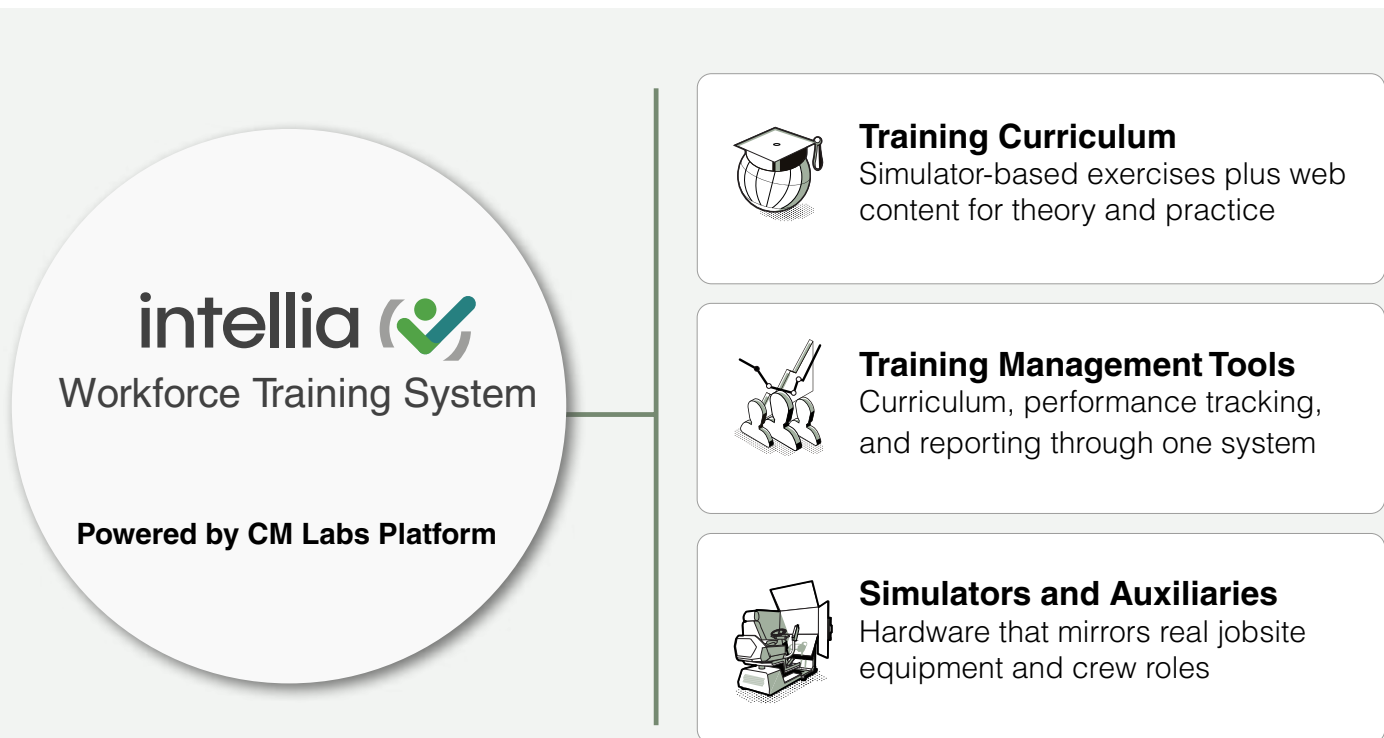 intellia
Workforce Training System
Powered by CM Labs Platform
Training Curriculum
Simulator-based exercises plus web
content for theory and practice
Training Management Tools
Curriculum, performance tracking,
and reporting through one system
Simulators and Auxiliaries
Hardware that mirrors real jobsite
equipment and crew roles